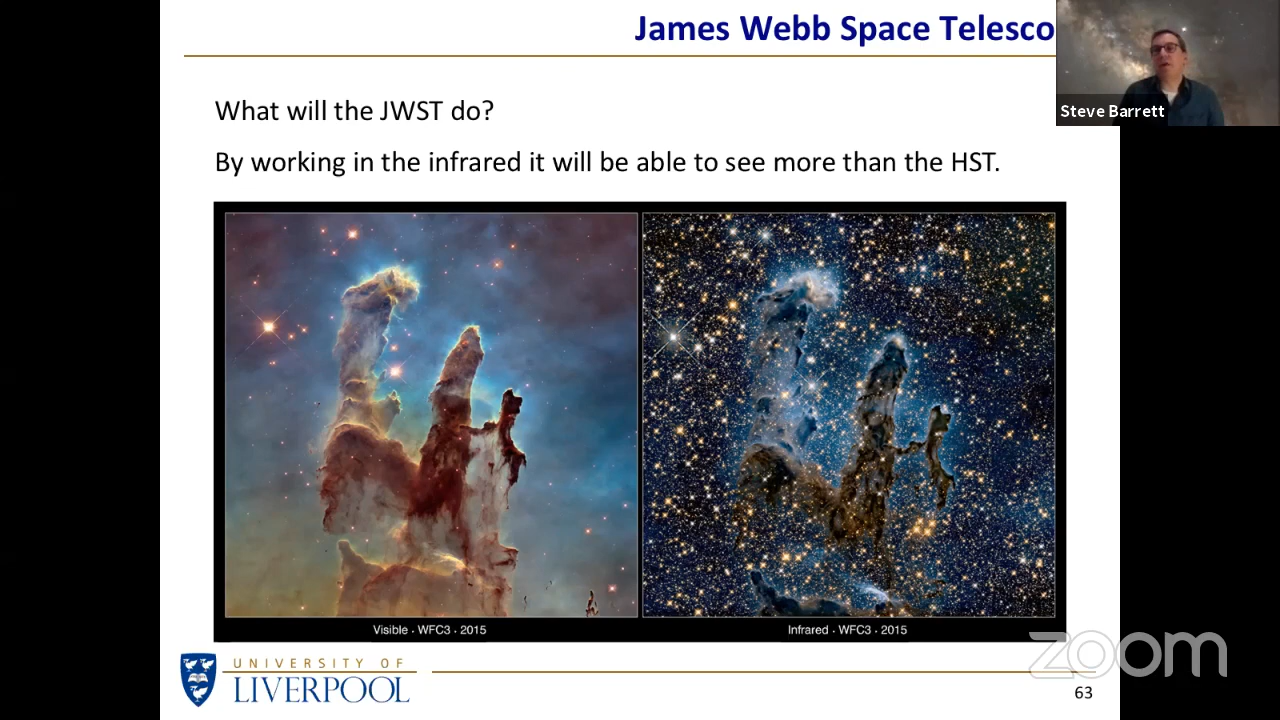 James Webb Space Telesco
Steve Barrett
What will the JWST do?
By working in the infrared it will be able to see more than the HST.
Visible · WFC3 · 2015
Infrared · WFC3 · 2015
UNIVERSITY OF
LIVERPOOL
zoom
63